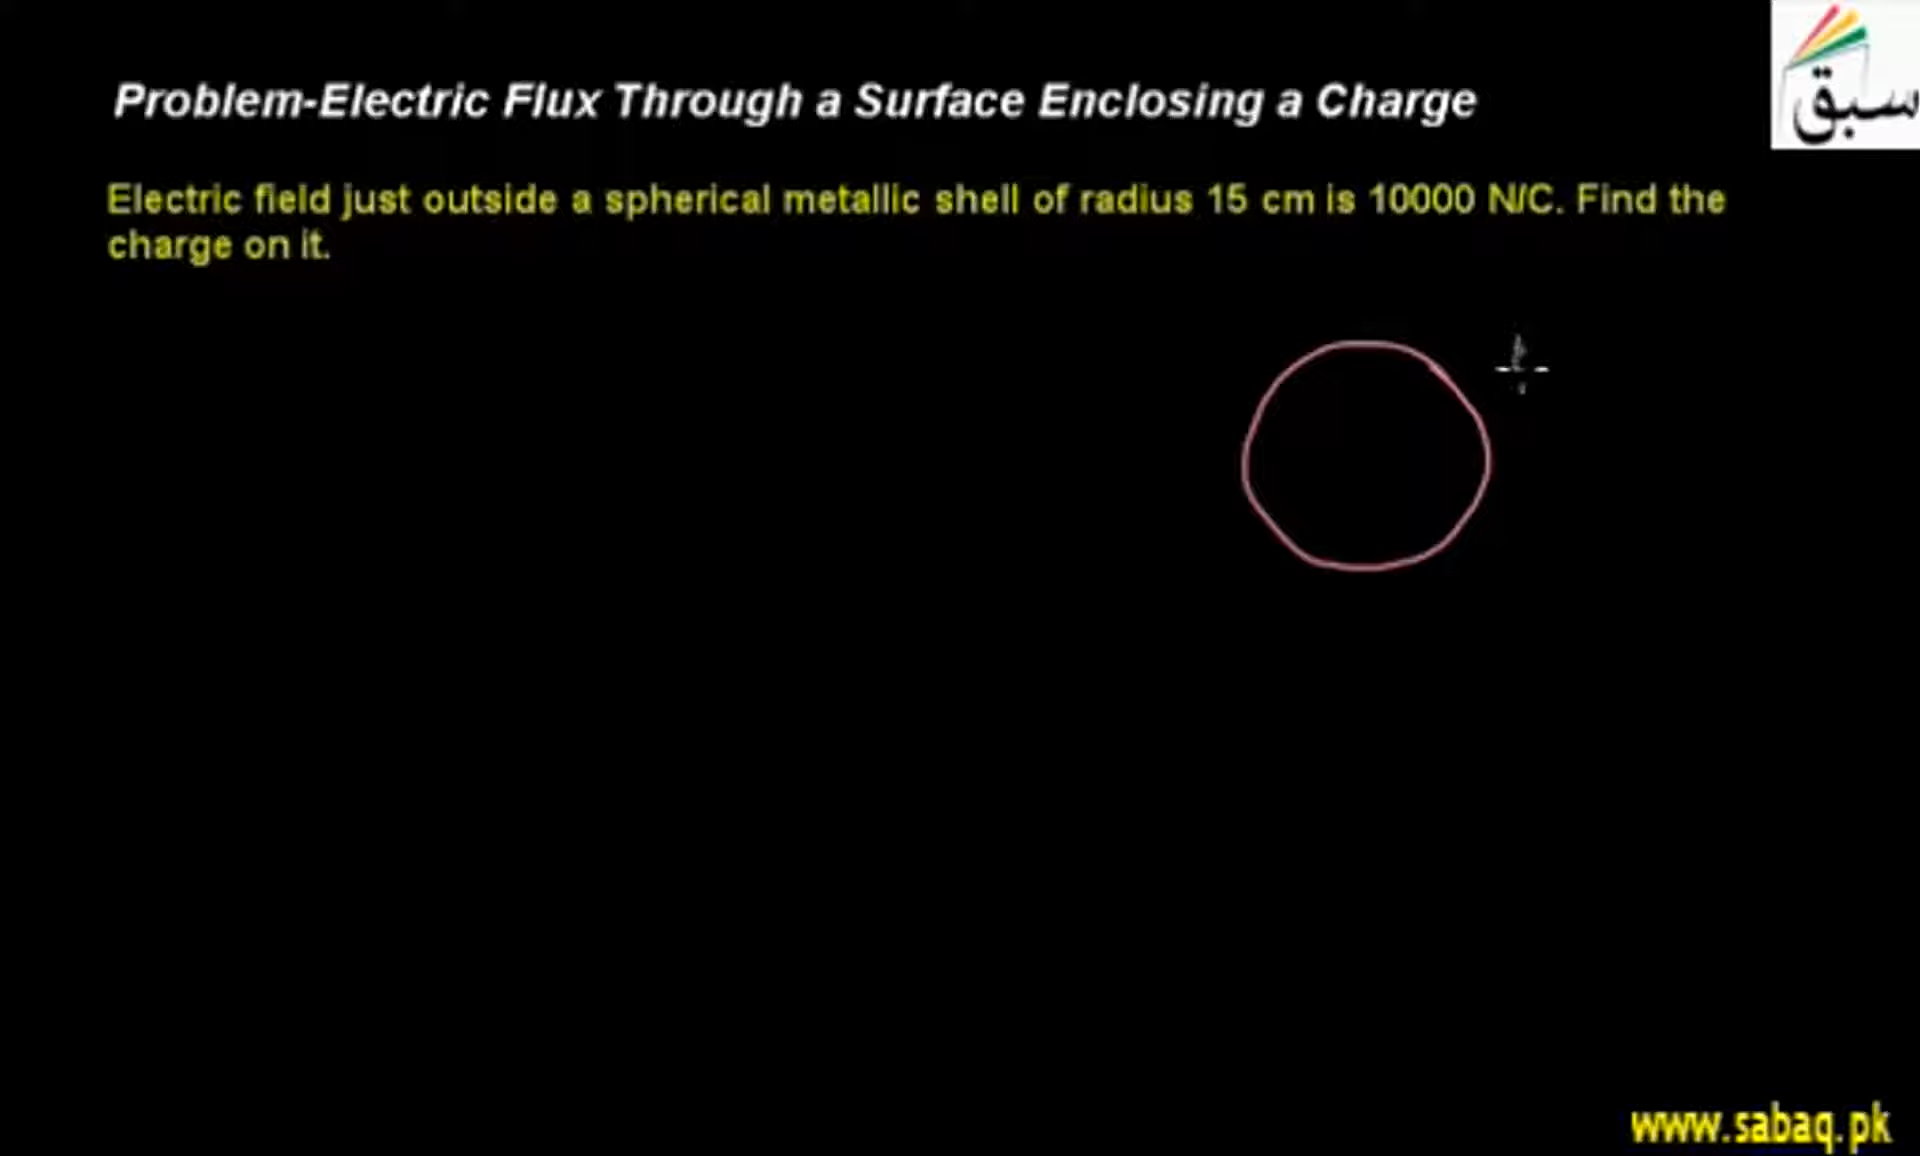 سبق
Problem-Electric Flux Through a Surface Enclosing a Charge
Electric field just outside a spherical metallic shell of radius 15 cm is 10000 N/C. Find the
charge on it.
www.sabaq.pk